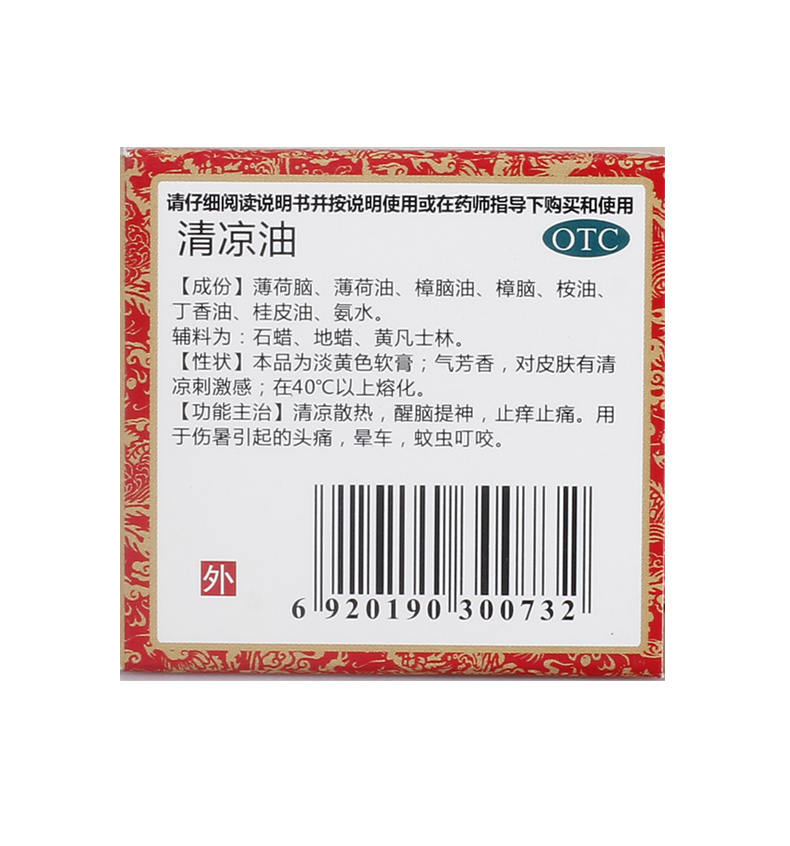 请仔细阅读说明书并按说明使用或在药师指导下购买和使用
清凉油
OTC
【成份】薄荷脑、薄荷油、樟脑油、樟脑、桉油、
丁香油、桂皮油、氨水。
辅料为：石蜡、地蜡、黄凡士林。
【性状】本品为淡黄色软膏；气芳香，对皮肤有清
凉刺激感；在40℃以上熔化。
【功能主治】清凉散热，醒脑提神，止痒止痛。用
于伤暑引起的头痛，晕车，蚊虫叮咬。
外
6 920190 300732